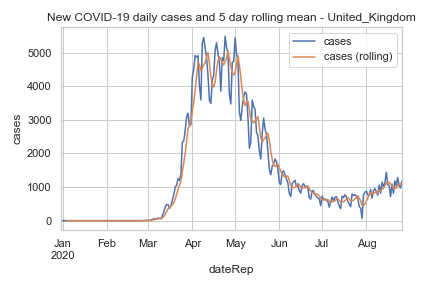 New COVID-19 daily cases and 5 day rolling mean - United_Kingdom
cases
cases (rolling)
5000
4000
3000
2000
1000
0
cases
Jan Feb Mar Apr May Jun Jul Aug
2020
dateRep